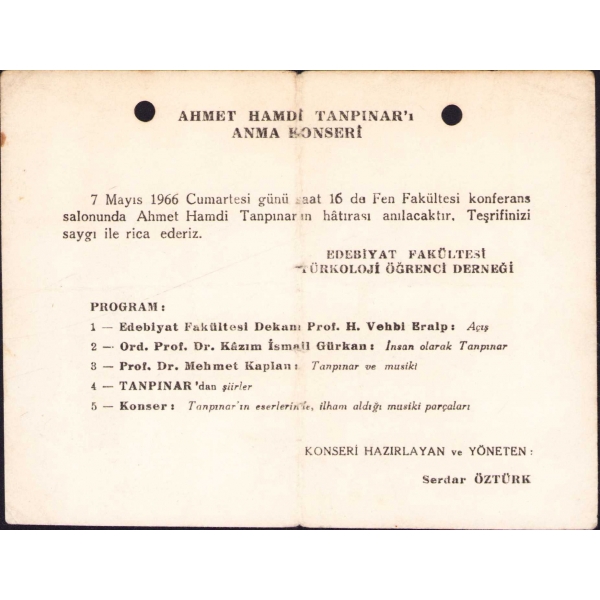 AHMET HAMDİ TANPINAR'ı
ANMA KONSERİ
7 Mayıs 1966 Cumartesi günü saat 16 da Fen Fakültesi konferans
salonunda Ahmet Hamdi Tanpınarın hâtırası anılacaktır. Teşrifinizi
saygı ile rica ederiz.
EDEBİYAT FAKÜLTESİ
TÜRKOLOJİ ÖĞRENCİ DERNEĞİ
PROGRAM :
1 — Edebiyat Fakültesi Dekanı Prof. H. Vehbi Eralp : Açış
2 — Ord. Prof. Dr. Kâzım İsmail Gürkan : İnsan olarak Tanpınar
3 — Prof. Dr. Mehmet Kaplan : Tanpınar ve musiki
4 — TANPINAR'dan şiirler
5 — Konser : Tanpınar'ın eserlerinde, ilham aldığı musiki parçaları
KONSERİ HAZIRLAYAN ve YÖNETEN :
Serdar ÖZTÜRK